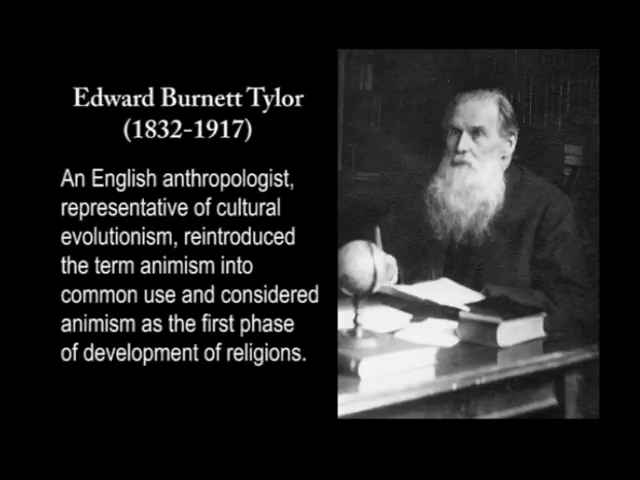 Edward Burnett Tylor
(1832-1917)
An English anthropologist,
representative of cultural
evolutionism, reintroduced
the term animism into
common use and considered
animism as the first phase
of development of religions.